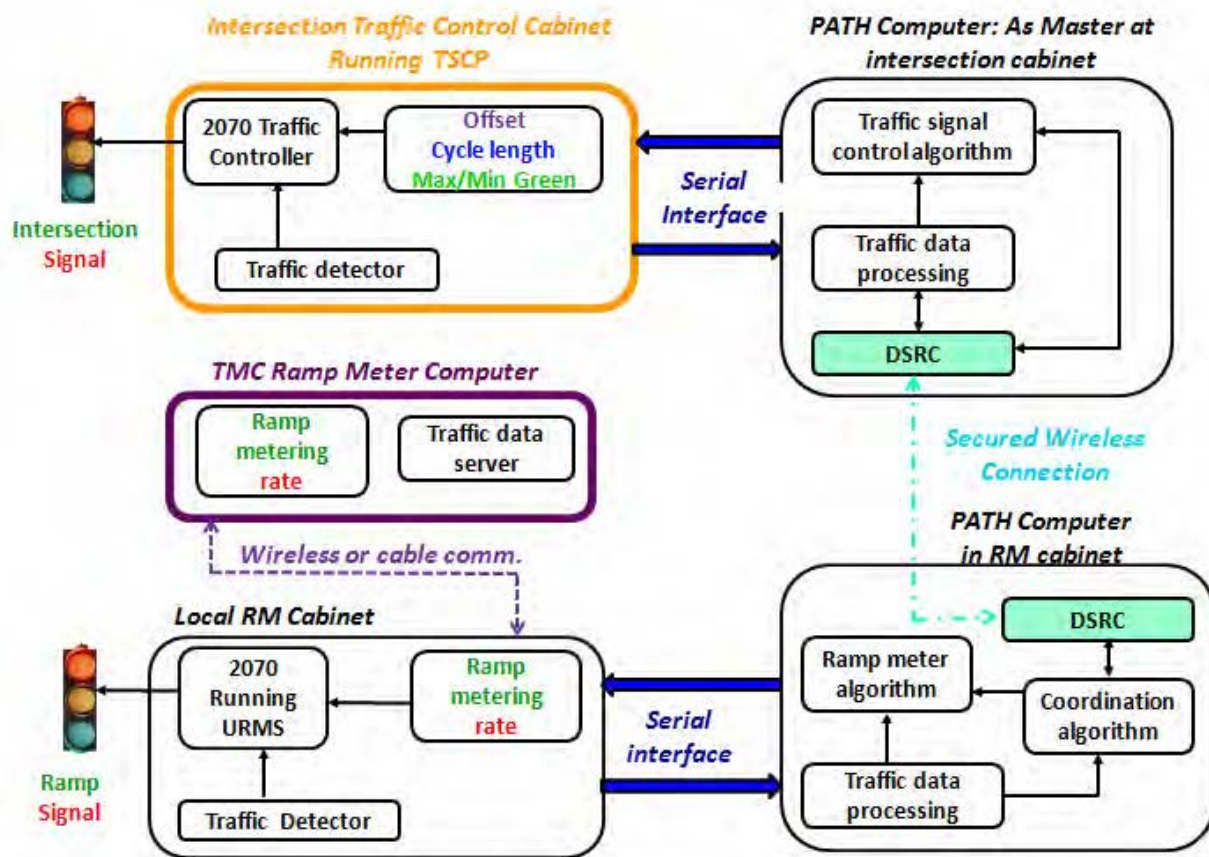 Intersection Traffic Control Cabinet
Running TSCP
2070 Traffic
Controller
Offset
Cycle length
Max/Min Green
Traffic detector
Intersection
Signal
Serial
Interface
PATH Computer: As Master at
intersection cabinet
Traffic signal
control algorithm
Traffic data
processing
DSRC
TMC Ramp Meter Computer
Ramp
metering
rate
Traffic data
server
Wireless or cable comm.
Secured Wireless
Connection
Local RM Cabinet
2070
Running
URMS
Ramp
metering
rate
Traffic Detector
Ramp
Signal
Serial
interface
PATH Computer
in RM cabinet
DSRC
Ramp meter
algorithm
Coordination
algorithm
Traffic data
processing